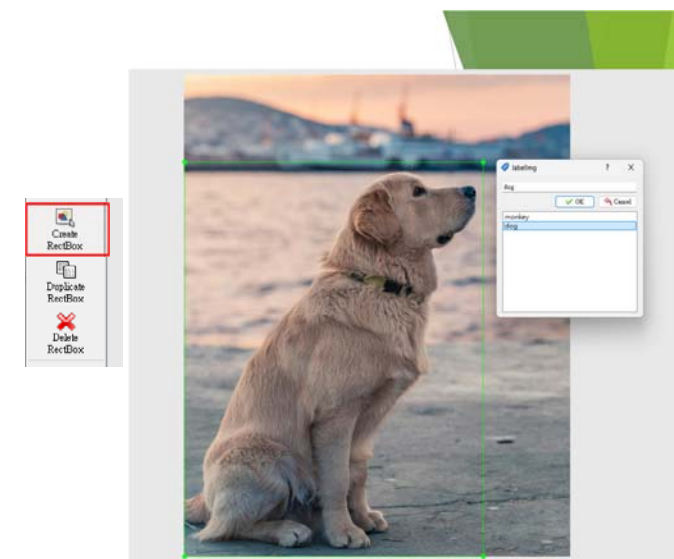 Create
RectBox
Duplicate
RectBox
Delete
RectBox
labelImg
? X
dog
OK
Cancel
monkey
dog